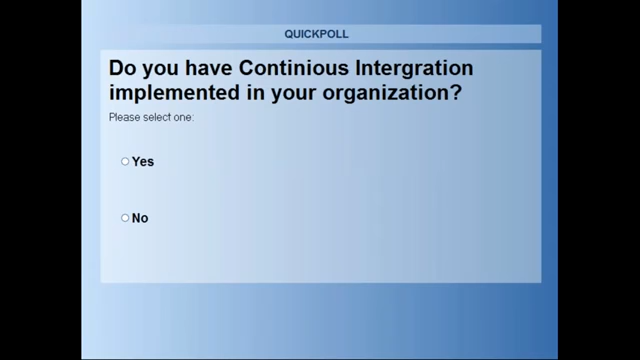 QUICKPOLL
Do you have Continious Intergration
implemented in your organization?
Please select one:
Yes
No